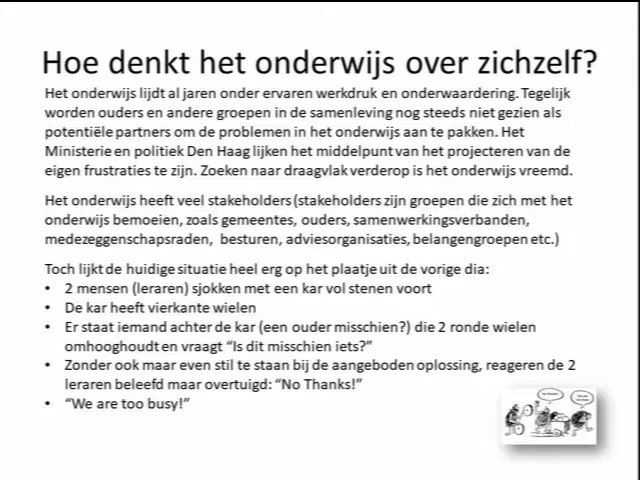 Hoe denkt het onderwijs over zichzelf?
Het onderwijs lijdt al jaren onder ervaren werkdruk en onderwaardering. Tegelijk
worden ouders en andere groepen in de samenleving nog steeds niet gezien als
potentiële partners om de problemen in het onderwijs aan te pakken. Het
Ministerie en politiek Den Haag lijken het middelpunt van het projecteren van de
eigen frustraties te zijn. Zoeken naar draagvlak verderop is het onderwijs vreemd.
Het onderwijs heeft veel stakeholders (stakeholders zijn groepen die zich met het
onderwijs bemoeien, zoals gemeentes, ouders, samenwerkingsverbanden,
medezeggenschapsraden, besturen, adviesorganisaties, belangengroepen etc.)
Toch lijkt de huidige situatie heel erg op het plaatje uit de vorige dia:
• 2 mensen (leraren) sjokken met een kar vol stenen voort
• De kar heeft vierkante wielen
• Er staat iemand achter de kar (een ouder misschien?) die 2 ronde wielen
omhooghoudt en vraagt “Is dit misschien iets?”
• Zonder ook maar even stil te staan bij de aangeboden oplossing, reageren de 2
leraren beleefd maar overtuigd: “No Thanks!”
• “We are too busy!”